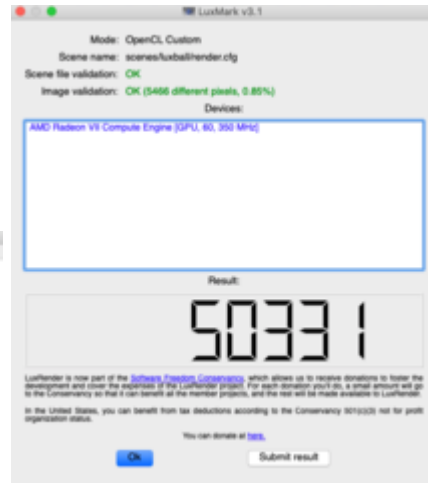 LuxMark v3.1
Mode: OpenCL Custom
Scene name: scenes/luxball/render.cfg
Scene file validation: OK
Image validation: OK (5466 different pixels, 0.85%)
Devices:
AMD Radeon VII Compute Engine [GPU, 60, 350 MHz]
Result:
50331
LuxRender is now part of the Software Freedom Conservancy, which allows us to receive donations to foster the
development and cover the expenses of the LuxRender project. For each donation you'll do, a small amount will go
to the Conservancy so that it can benefit all the member projects, and the rest will be made available to LuxRender.
In the United States, you can benefit from tax deductions according to the Conservancy 501(c)(3) not for profit
organization status.
You can donate at here.
Ok
Submit result